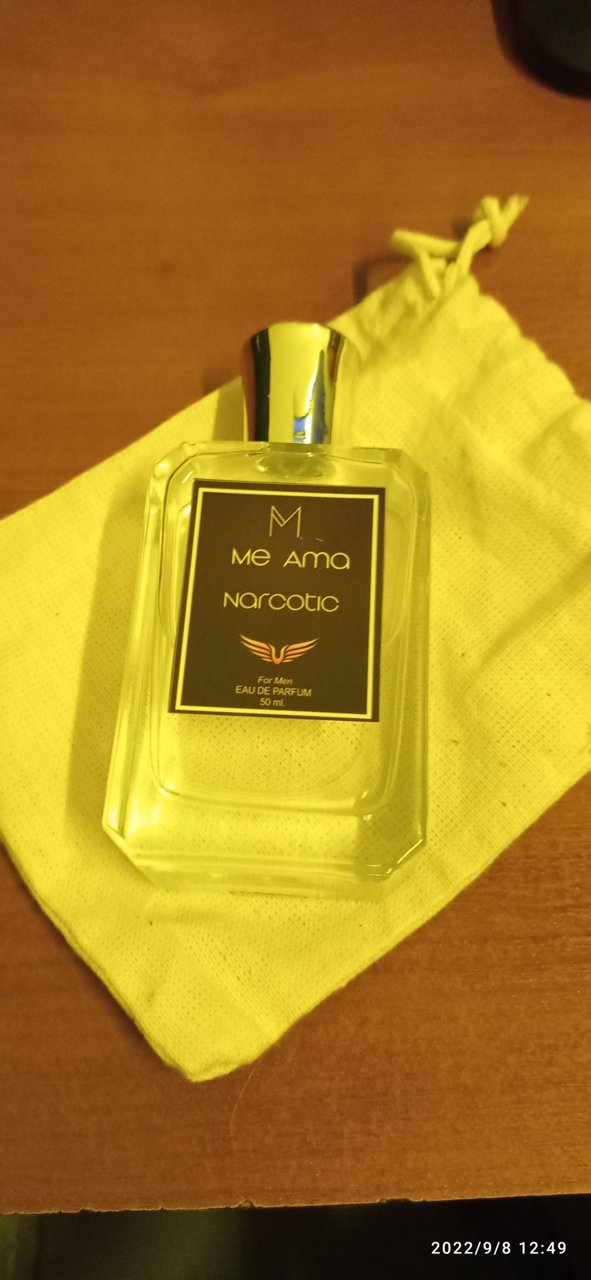 M
Me Ama
Narcotic
For Men
EAU DE PARFUM
50 ml
2022/9/8 12:49